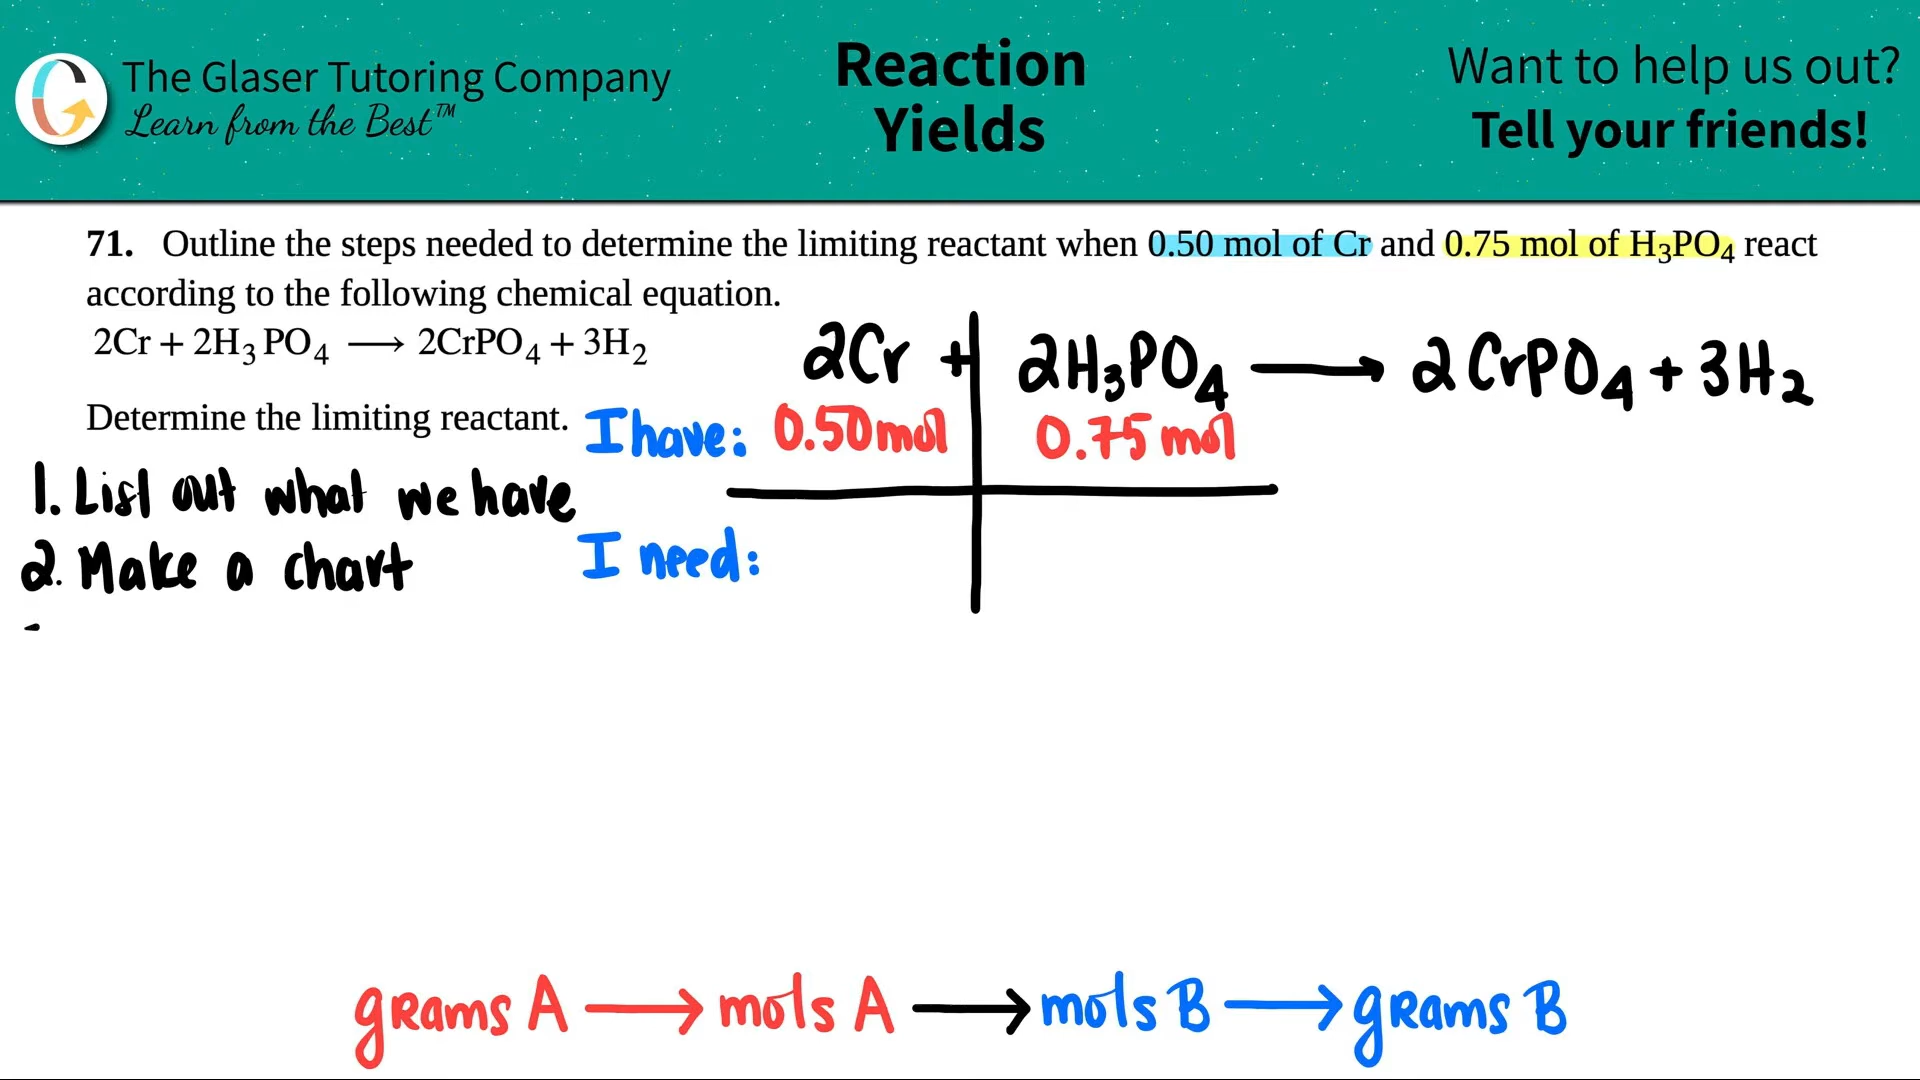 The Glaser Tutoring Company
Learn from the Best™
Reaction
Yields
Want to help us out?
Tell your friends!
71. Outline the steps needed to determine the limiting reactant when 0.50 mol of Cr and 0.75 mol of H₃PO₄ react
according to the following chemical equation.
2Cr + 2H₃PO₄ ⟶ 2CrPO₄ + 3H₂
2Cr + 2H₃PO₄ ⟶ 2CrPO₄ + 3H₂
Determine the limiting reactant.
I have: 0.50 mol 0.75 mol
1. List out what we have
2. Make a chart
I need:
grams A ⟶ mols A ⟶ mols B ⟶ grams B